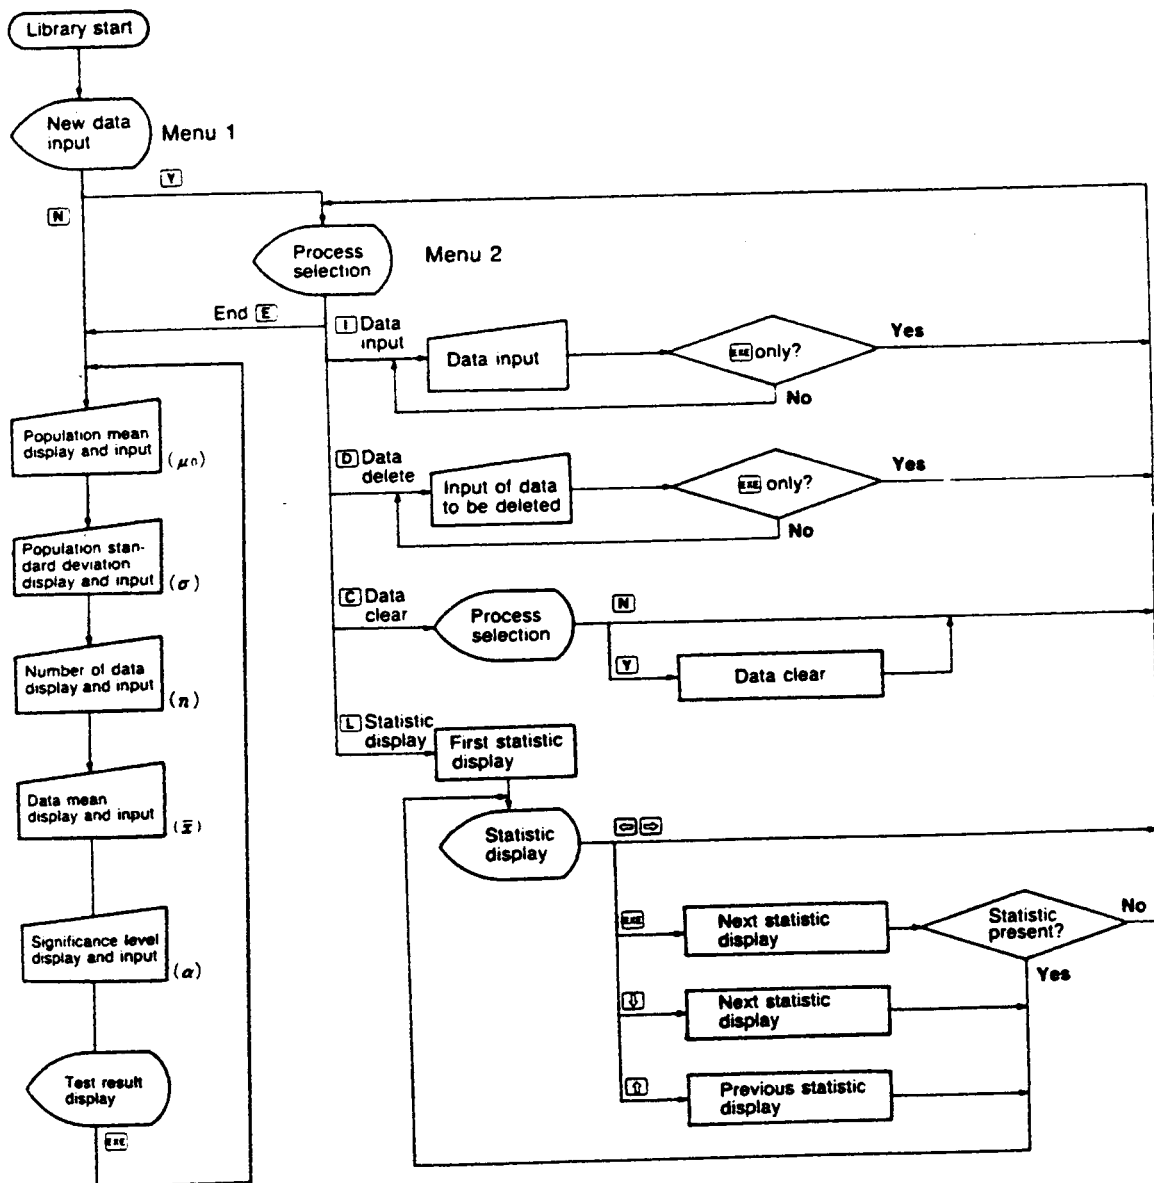 Library start
New data
input
Menu 1
Y
N
Process
selection
Menu 2
End E
I Data
input
Data input
EXE only?
Yes
No
Population mean
display and input
(μ0)
D Data
delete
Input of data
to be deleted
EXE only?
Yes
No
Population stan-
dard deviation
display and input
(σ)
C Data
clear
Process
selection
N
Y
Data clear
Number of data
display and input
(n)
L Statistic
display
First statistic
display
Data mean
display and input
(x̄)
Statistic
display
⇦ ⇨
EXE
Next statistic
display
Statistic
present?
No
Yes
Significance level
display and input
(α)
⇩
Next statistic
display
⇧
Previous statistic
display
Test result
display
EXE